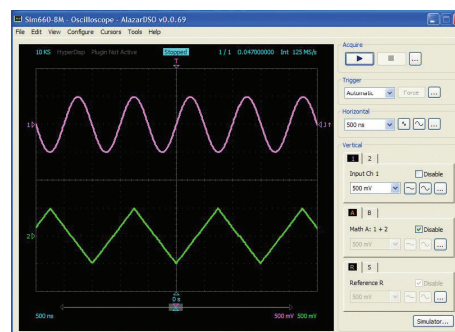 Sim660-8M - Oscilloscope - AlazarDSO v0.0.69
File Edit View Configure Cursors Tools Help
10 KS HyperDisp Plugin Not Active Stopped 1 / 1 0.047000000 Int 125 MS/s
T
1
1
2
0 s
500 ns 500 mV 500 mV
Acquire
...
Trigger
Automatic Force ...
Horizontal
500 ns ...
Vertical
1 2
Input Ch 1 Disable
500 mV ...
A B
Math A: 1 + 2 Disable
500 mV ...
R S
Reference R Disable
500 mV ...
Simulator...